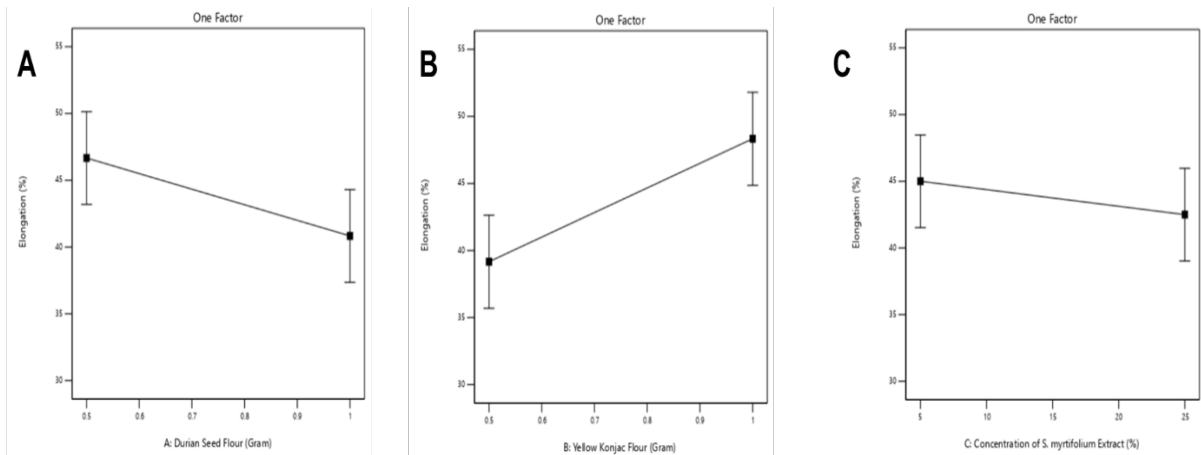 A
One Factor
55
50
45
40
35
30
Elongation (%)
0.5 0.6 0.7 0.8 0.9 1
A: Durian Seed Flour (Gram)
B
One Factor
55
50
45
40
35
30
Elongation (%)
0.5 0.6 0.7 0.8 0.9 1
B: Yellow Konjac Flour (Gram)
C
One Factor
55
50
45
40
35
30
Elongation (%)
5 10 15 20 25
C: Concentration of S. myrtifolium Extract (%)